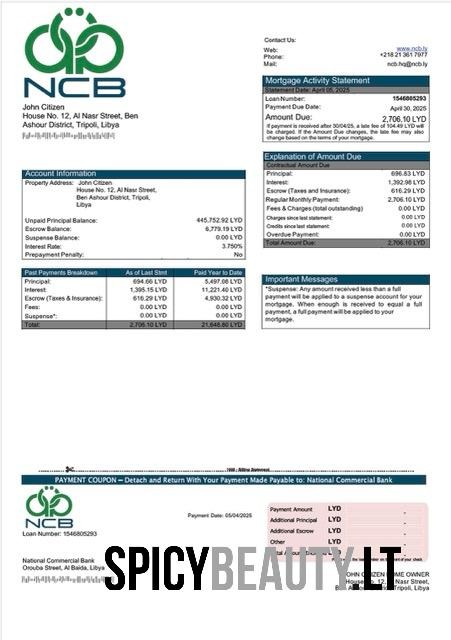 NCB
John Citizen
House No. 12, Al Nasr Street, Ben
Ashour District, Tripoli, Libya
Contact Us:
Web: www.ncb.ly
Phone: +218 21 361 7977
Mail: ncb.hq@ncb.ly
Mortgage Activity Statement
Statement Date: April 05, 2025
Loan Number: 1546805293
Payment Due Date: April 30, 2025
Amount Due: 2,706.10 LYD
If payment is received after 30/04/25, a late fee of 104.49 LYD will
be charged. If the Amount Due changes, the late fee may also
change based on the terms of your mortgage.
Explanation of Amount Due
Contractual Amount Due
Principal: 696.83 LYD
Interest: 1,392.98 LYD
Escrow (Taxes and Insurance): 616.29 LYD
Regular Monthly Payment: 2,706.10 LYD
Fees & Charges (total outstanding) 0.00 LYD
Charges since last statement: 0.00 LYD
Credits since last statement: 0.00 LYD
Overdue Payment: 0.00 LYD
Total Amount Due: 2,706.10 LYD
Account Information
Property Address: John Citizen
House No. 12, Al Nasr Street,
Ben Ashour District, Tripoli,
Libya
Unpaid Principal Balance: 445,752.92 LYD
Escrow Balance: 6,779.19 LYD
Suspense Balance: 0.00 LYD
Interest Rate: 3.750%
Prepayment Penalty: No
Past Payments Breakdown As of Last Stmt Paid Year to Date
Principal: 694.66 LYD 5,497.08 LYD
Interest: 1,395.15 LYD 11,221.40 LYD
Escrow (Taxes & Insurance): 616.29 LYD 4,930.32 LYD
Fees: 0.00 LYD 0.00 LYD
Suspense*: 0.00 LYD 0.00 LYD
Total: 2,706.10 LYD 21,648.80 LYD
Important Messages
*Suspense: Any amount received less than a full
payment will be applied to a suspense account for your
mortgage. When enough is received to equal a full
payment, a full payment will be applied to your
mortgage.
Billing Statement
PAYMENT COUPON – Detach and Return With Your Payment Made Payable to: National Commercial Bank
NCB
Loan Number: 1546805293
Payment Date: 05/04/2025
Payment Amount LYD .
Additional Principal LYD .
Additional Escrow LYD .
Other LYD .
National Commercial Bank
Orouba Street, Al Baida, Libya
JOHN CITIZEN HOME OWNER
SPICYBEAUTY.LT